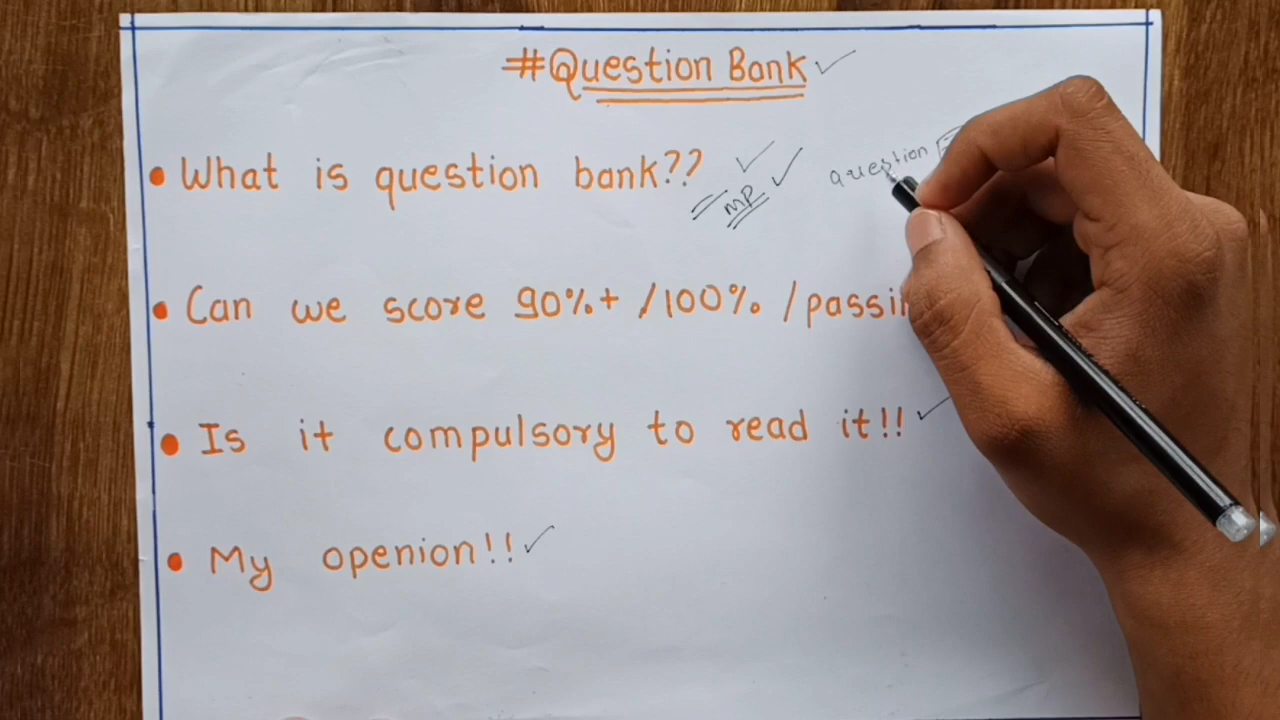 #Question Bank
• What is question bank??
mp
question
• Can we score 90%+ /100% /passin
• Is it compulsory to read it!!
• My openion!!